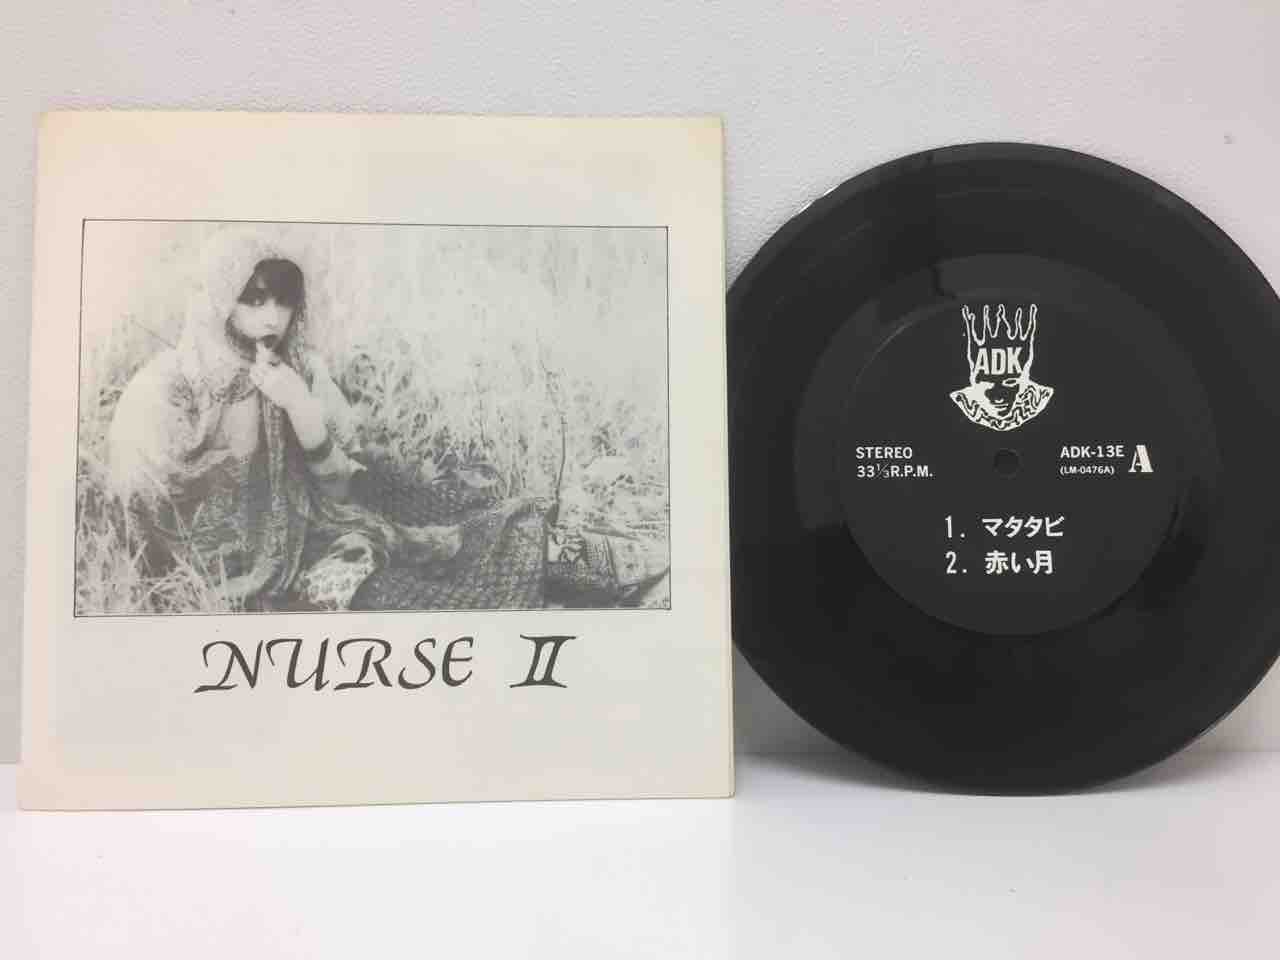 NURSE II
ADK
STEREO
33⅓R.P.M.
ADK-13E
(LM-0476A)
A
1. マタタビ
2. 赤い月